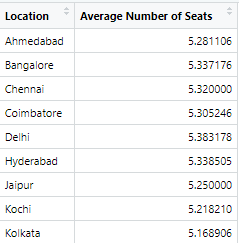 Location Average Number of Seats
Ahmedabad 5.281106
Bangalore 5.337176
Chennai 5.320000
Coimbatore 5.305246
Delhi 5.383178
Hyderabad 5.338505
Jaipur 5.250000
Kochi 5.218210
Kolkata 5.168906